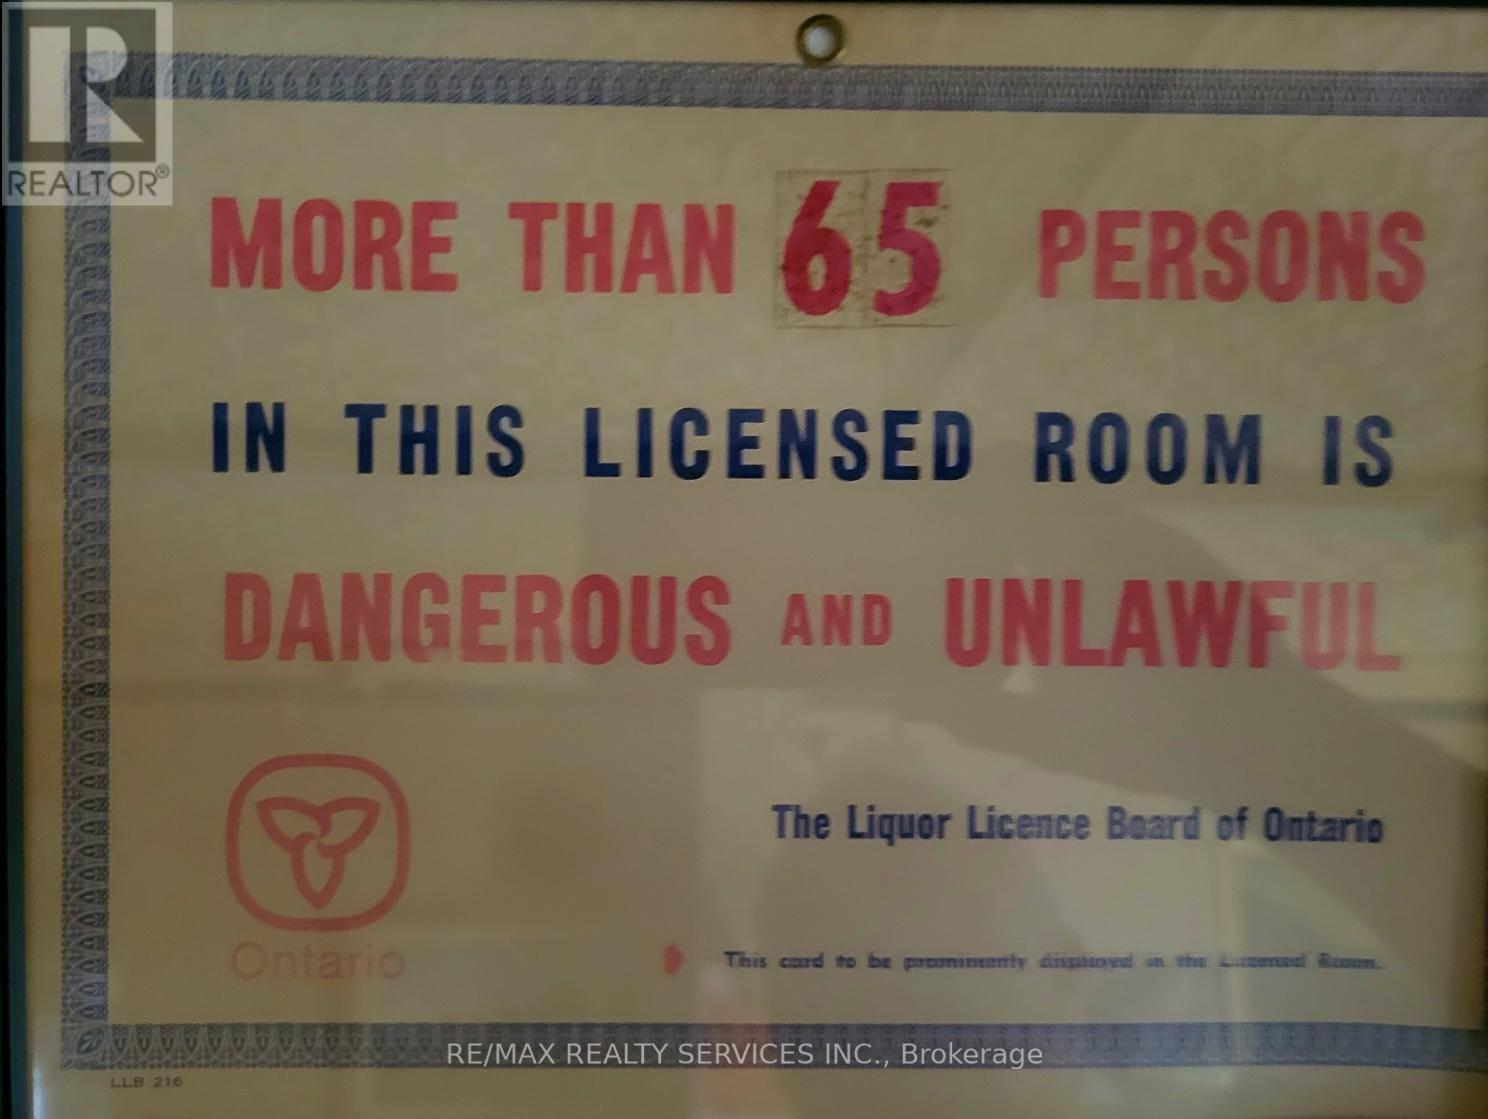 REALTOR®
MORE THAN 65 PERSONS
IN THIS LICENSED ROOM IS
DANGEROUS AND UNLAWFUL
The Liquor Licence Board of Ontario
Ontario
This card to be prominently displayed in the Licensed Room.
RE/MAX REALTY SERVICES INC., Brokerage
LLB 216